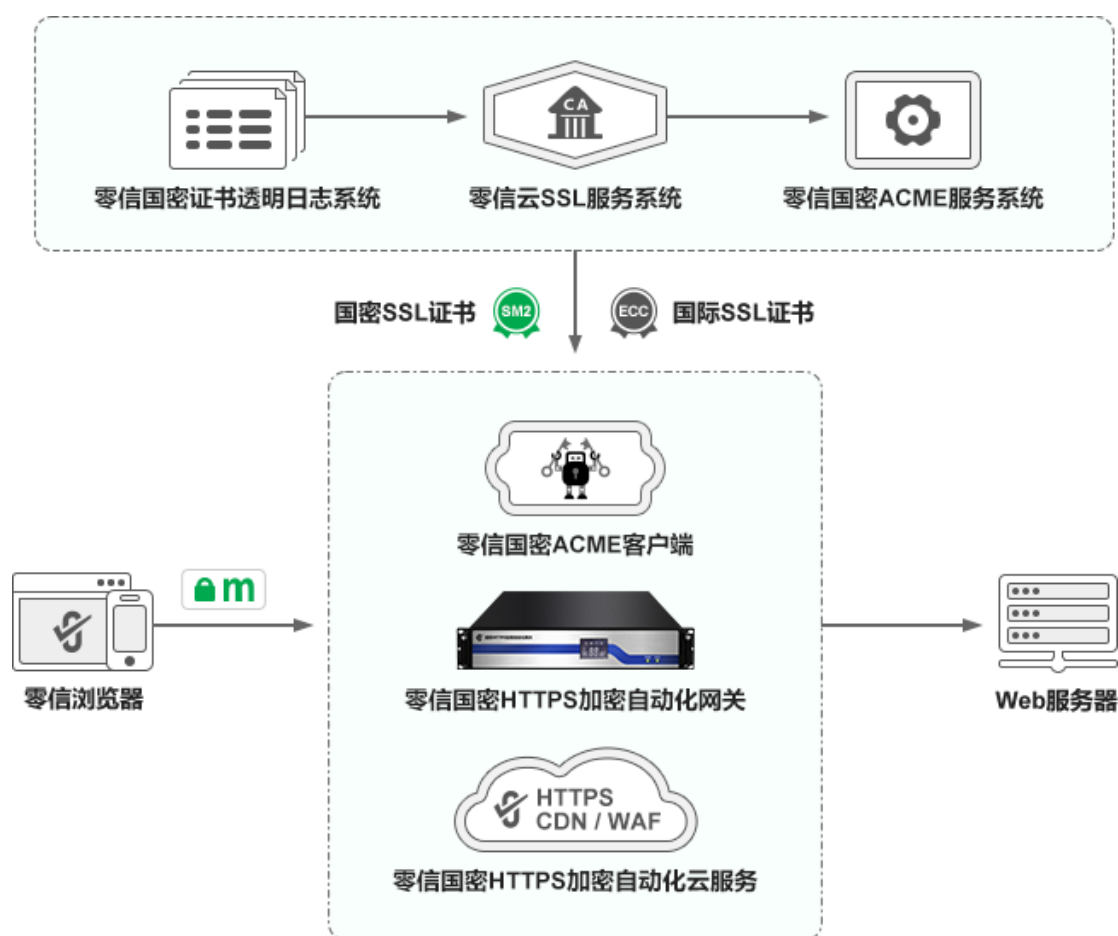 CA
零信国密证书透明日志系统
零信云SSL服务系统
零信国密ACME服务系统
国密SSL证书
SM2
ECC
国际SSL证书
零信国密ACME客户端
m
零信浏览器
零信国密HTTPS加密自动化网关
Web服务器
HTTPS
CDN / WAF
零信国密HTTPS加密自动化云服务